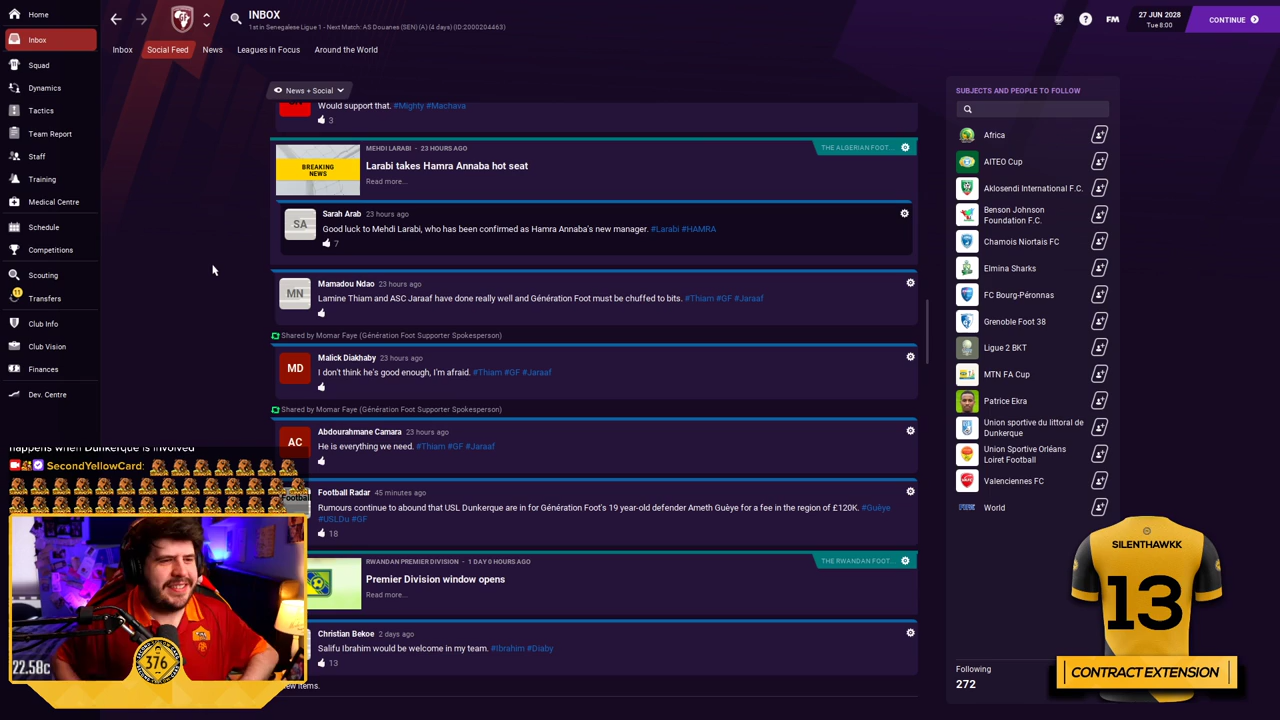 Home
Inbox
Squad
Dynamics
Tactics
Team Report
Staff
Training
Medical Centre
Schedule
Competitions
Scouting
11
Transfers
Club Info
Club Vision
Finances
Dev. Centre
INBOX
1st in Senegalese Ligue 1 - Next Match: AS Douanes (SEN) (A) (4 days) (ID:2000204463)
FM
27 JUN 2028
Tue 8:00
CONTINUE
Inbox
Social Feed
News
Leagues in Focus
Around the World
News + Social
Would support that. #Mighty #Machava
3
BREAKING
NEWS
MEHDI LARABI - 23 HOURS AGO
THE ALGERIAN FOOT...
Larabi takes Hamra Annaba hot seat
Read more...
SA
Sarah Arab 23 hours ago
Good luck to Mehdi Larabi, who has been confirmed as Hamra Annaba's new manager. #Larabi #HAMRA
7
MN
Mamadou Ndao 23 hours ago
Lamine Thiam and ASC Jaraaf have done really well and Génération Foot must be chuffed to bits. #Thiam #GF #Jaraaf
Shared by Momar Faye (Génération Foot Supporter Spokesperson)
MD
Malick Diakhaby 23 hours ago
I don't think he's good enough, I'm afraid. #Thiam #GF #Jaraaf
Shared by Momar Faye (Génération Foot Supporter Spokesperson)
AC
Abdourahmane Camara 23 hours ago
He is everything we need. #Thiam #GF #Jaraaf
Football
Football Radar 45 minutes ago
Rumours continue to abound that USL Dunkerque are in for Génération Foot's 19 year-old defender Ameth Guèye for a fee in the region of £120K. #Guèye
#USLDu #GF
18
RWANDAN PREMIER DIVISION - 1 DAY 0 HOURS AGO
THE RWANDAN FOOT...
Premier Division window opens
Read more...
Christian Bekoe 2 days ago
Salifu Ibrahim would be welcome in my team. #Ibrahim #Diaby
13
items.
SUBJECTS AND PEOPLE TO FOLLOW
Africa
AITEO Cup
Aklosendi International F.C.
Benson Johnson
Foundation F.C.
Chamois Niortais FC
Elmina Sharks
FC Bourg-Péronnas
Grenoble Foot 38
Ligue 2 BKT
MTN FA Cup
Patrice Ekra
Union sportive du littoral de
Dunkerque
Union Sportive Orléans
Loiret Football
Valenciennes FC
FIFA
World
Following
272
happens when Dunkerque is involved
SecondYellowCard:
22.58c
376
SILENTHAWKK
13
CONTRACT EXTENSION